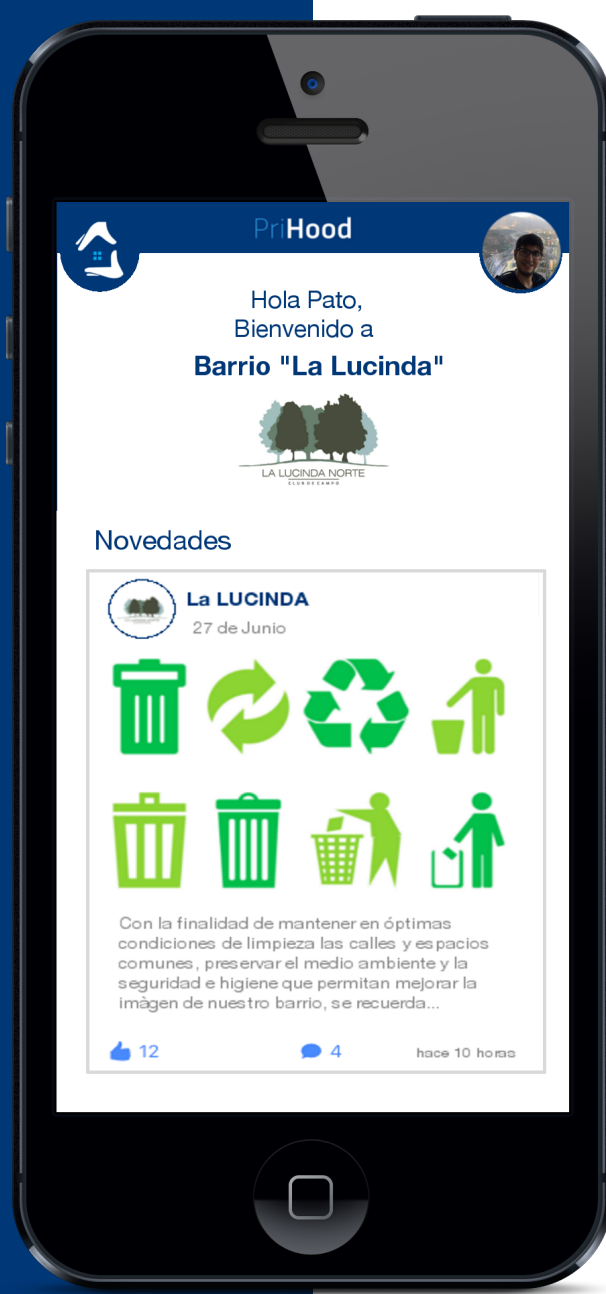 PriHood
Hola Pato,
Bienvenido a
Barrio "La Lucinda"
LA LUCINDA NORTE
CLUB DE CAMPO
Novedades
La LUCINDA
27 de Junio
Con la finalidad de mantener en óptimas
condiciones de limpieza las calles y espacios
comunes, preservar el medio ambiente y la
seguridad e higiene que permitan mejorar la
imàgen de nuestro barrio, se recuerda...
12
4
hace 10 horas